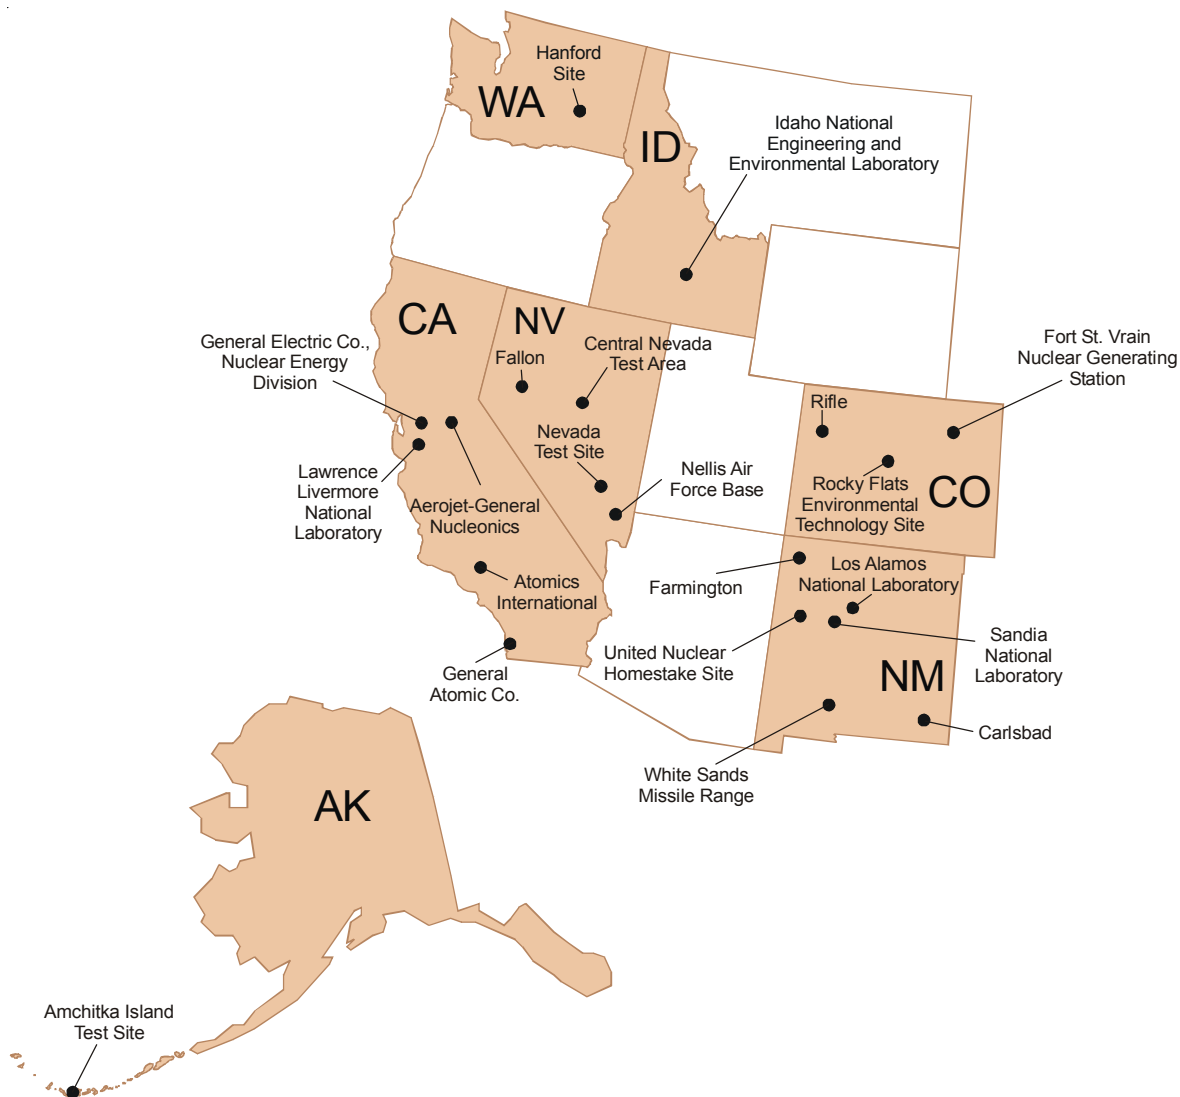 Hanford
Site
WA
ID
Idaho National
Engineering and
Environmental Laboratory
CA
NV
General Electric Co.,
Nuclear Energy
Division
Fallon
Central Nevada
Test Area
Fort St. Vrain
Nuclear Generating
Station
Rifle
Nevada
Test Site
Nellis Air
Force Base
Lawrence
Livermore
National
Laboratory
Aerojet-General
Nucleonics
Rocky Flats
Environmental
Technology Site
CO
Atomics
International
Farmington
Los Alamos
National Laboratory
General
Atomic Co.
United Nuclear
Homestake Site
Sandia
National
Laboratory
NM
Carlsbad
White Sands
Missile Range
AK
Amchitka Island
Test Site